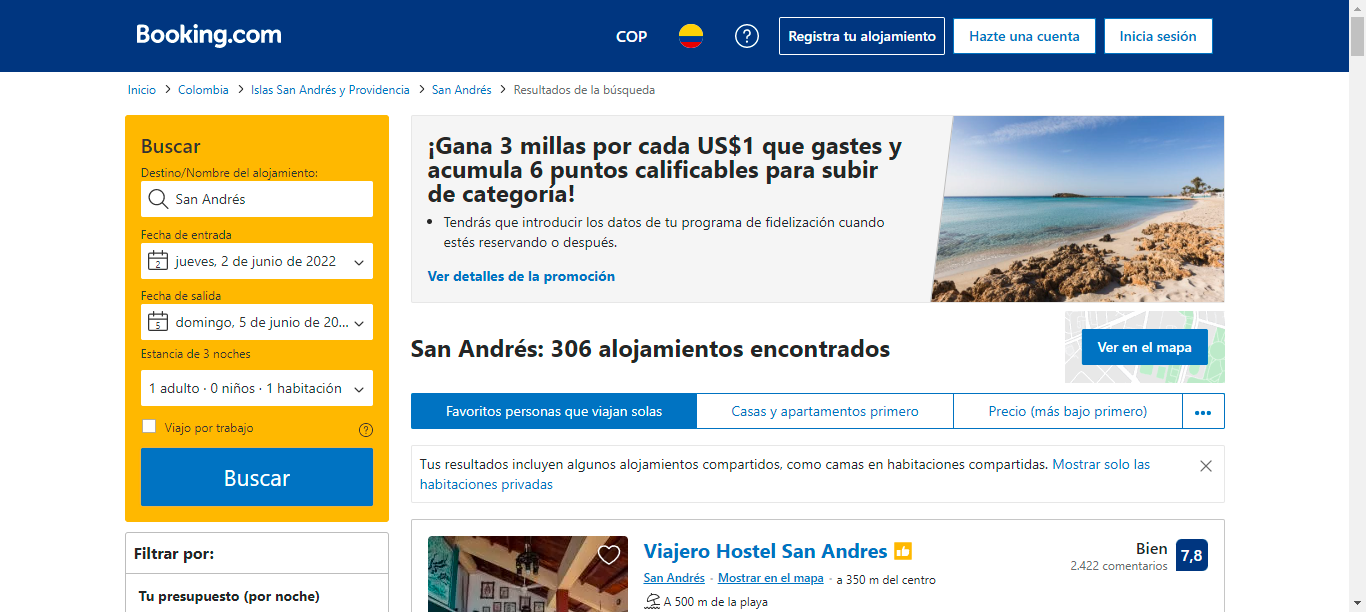 Booking.com
COP
Registra tu alojamiento
Hazte una cuenta
Inicia sesión
Inicio > Colombia > Islas San Andrés y Providencia > San Andrés > Resultados de la búsqueda
Buscar
Destino/Nombre del alojamiento:
San Andrés
Fecha de entrada
2
jueves, 2 de junio de 2022
Fecha de salida
5
domingo, 5 de junio de 20...
Estancia de 3 noches
1 adulto · 0 niños · 1 habitación
Viajo por trabajo
Buscar
Filtrar por:
Tu presupuesto (por noche)
¡Gana 3 millas por cada US$1 que gastes y
acumula 6 puntos calificables para subir
de categoría!
• Tendrás que introducir los datos de tu programa de fidelización cuando
estés reservando o después.
Ver detalles de la promoción
San Andrés: 306 alojamientos encontrados
Ver en el mapa
Favoritos personas que viajan solas
Casas y apartamentos primero
Precio (más bajo primero)
Tus resultados incluyen algunos alojamientos compartidos, como camas en habitaciones compartidas. Mostrar solo las
habitaciones privadas
Viajero Hostel San Andres
San Andrés · Mostrar en el mapa · a 350 m del centro
A 500 m de la playa
Bien
2.422 comentarios
7,8